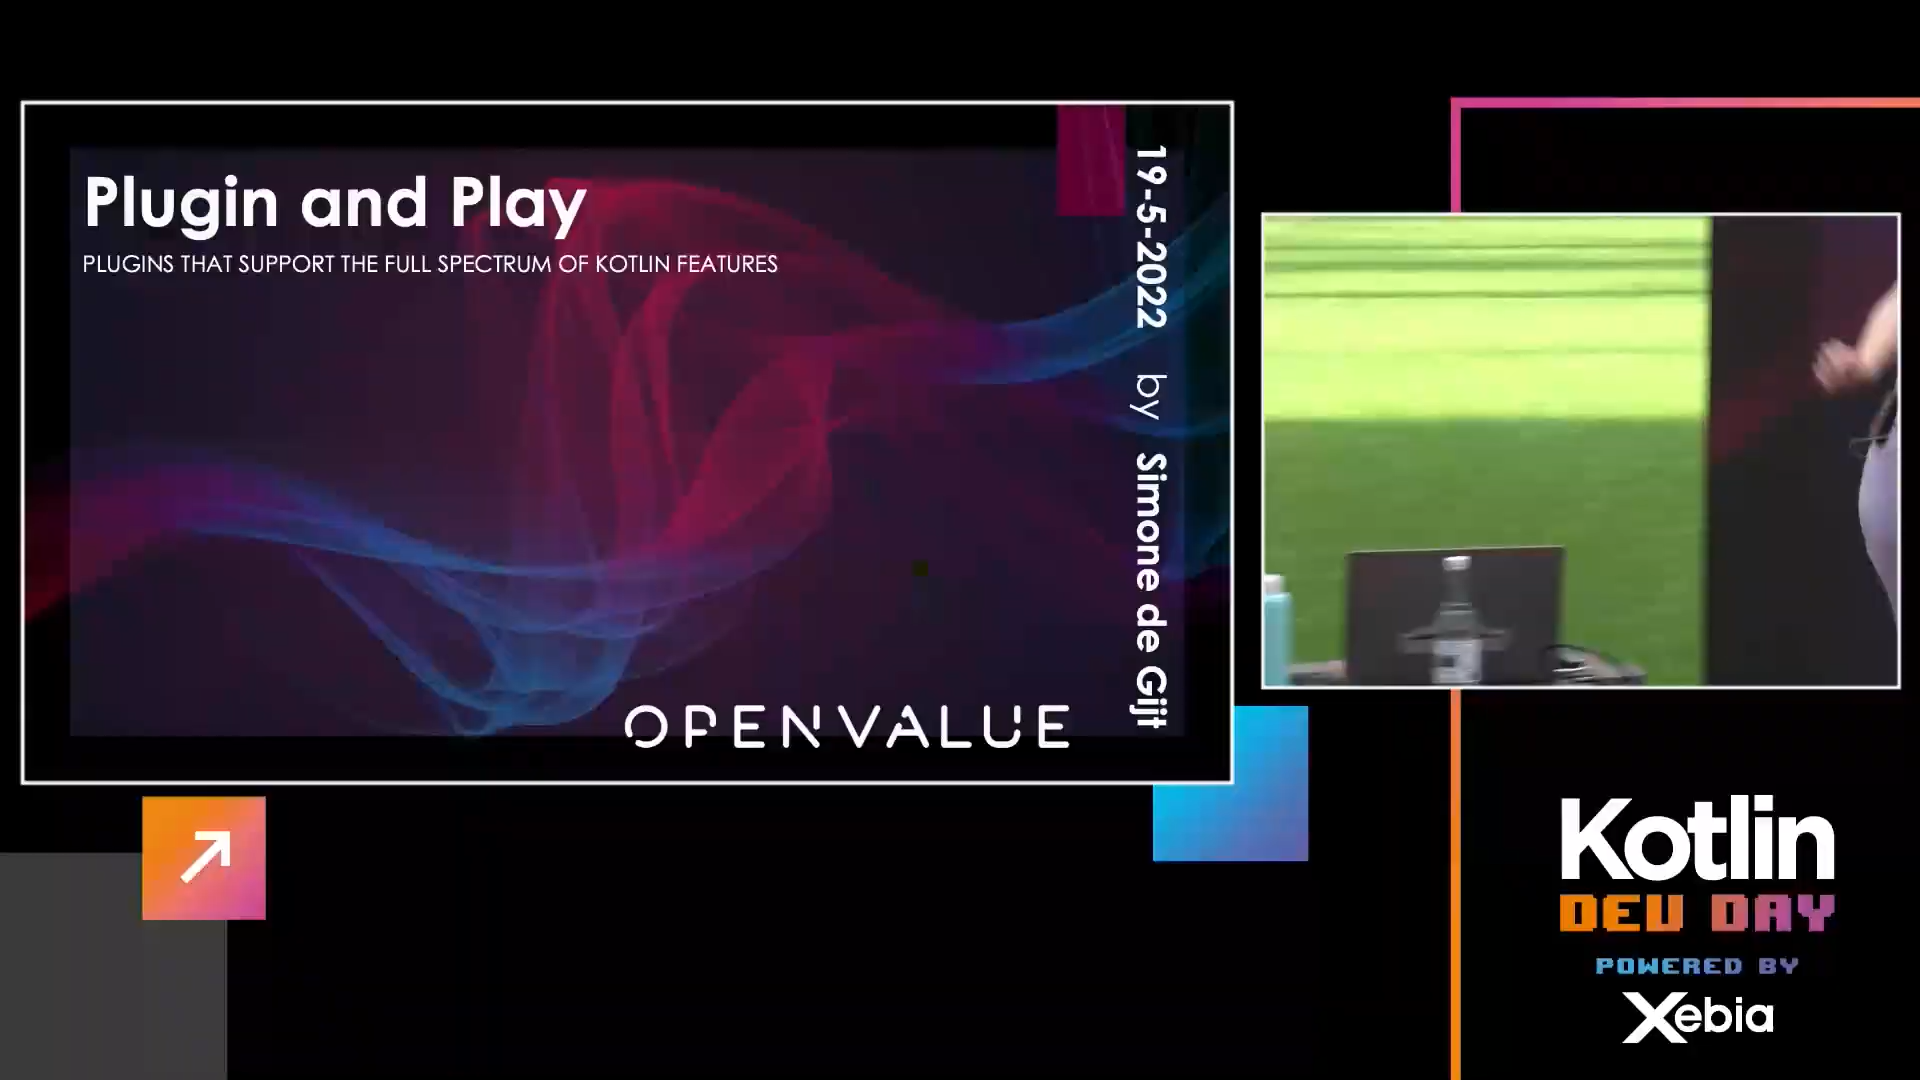 Plugin and Play
PLUGINS THAT SUPPORT THE FULL SPECTRUM OF KOTLIN FEATURES
19-5-2022 by Simone de Gijt
OPENVALUE
Kotlin
DEV DAY
POWERED BY
Xebia